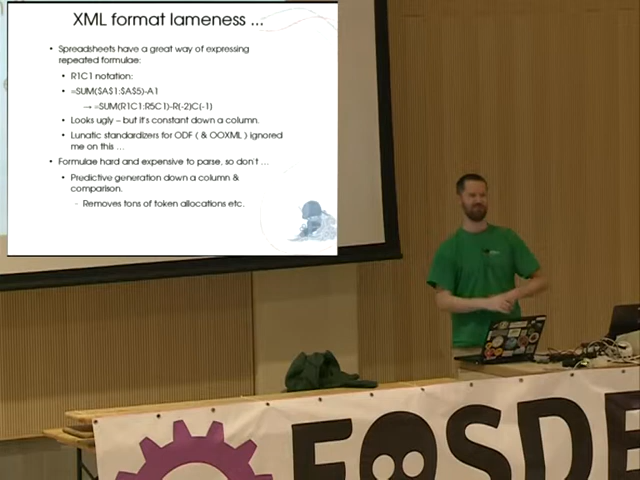 XML format lameness ...
• Spreadsheets have a great way of expressing
repeated formulae:
• R1C1 notation:
• =SUM($A$1:$A$5)-A1
→ =SUM(R1C1:R5C1)-R(-2)C(-1)
• Looks ugly – but it's constant down a column.
• Lunatic standardizers for ODF ( & OOXML ) ignored
me on this ...
• Formulae hard and expensive to parse, so don't ...
• Predictive generation down a column &
comparison.
– Removes tons of token allocations etc.
FOSDE